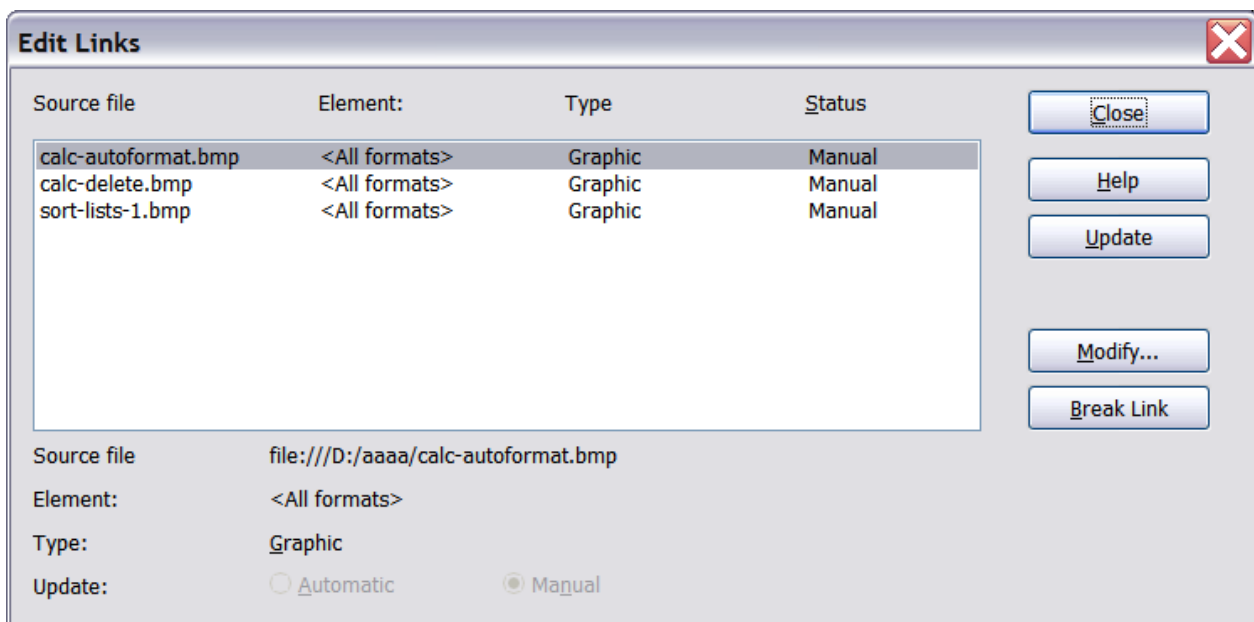 Edit Links
Source file Element: Type Status Close
calc-autoformat.bmp <All formats> Graphic Manual
calc-delete.bmp <All formats> Graphic Manual Help
sort-lists-1.bmp <All formats> Graphic Manual
Update
Modify...
Break Link
Source file file:///D:/aaaa/calc-autoformat.bmp
Element: <All formats>
Type: Graphic
Update: Automatic Manual